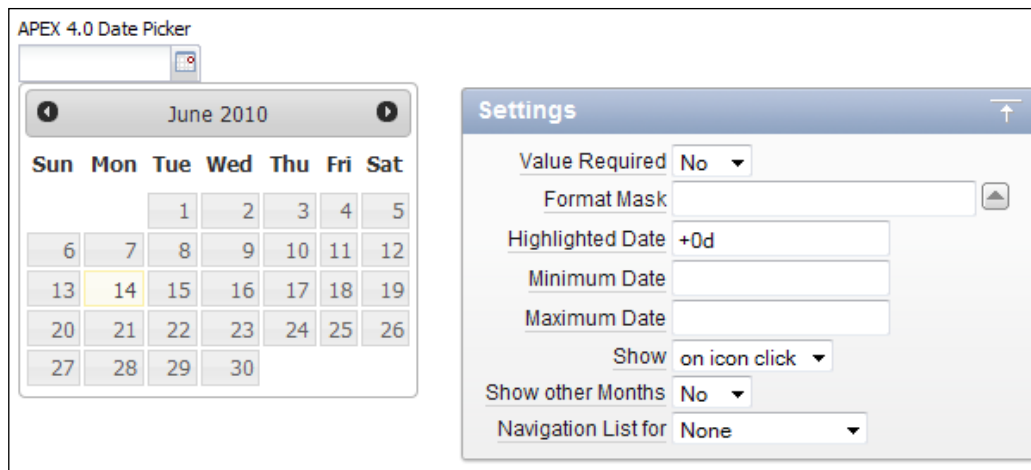 APEX 4.0 Date Picker
June 2010
Sun Mon Tue Wed Thu Fri Sat
1 2 3 4 5
6 7 8 9 10 11 12
13 14 15 16 17 18 19
20 21 22 23 24 25 26
27 28 29 30
Settings
Value Required No
Format Mask
Highlighted Date +0d
Minimum Date
Maximum Date
Show on icon click
Show other Months No
Navigation List for None